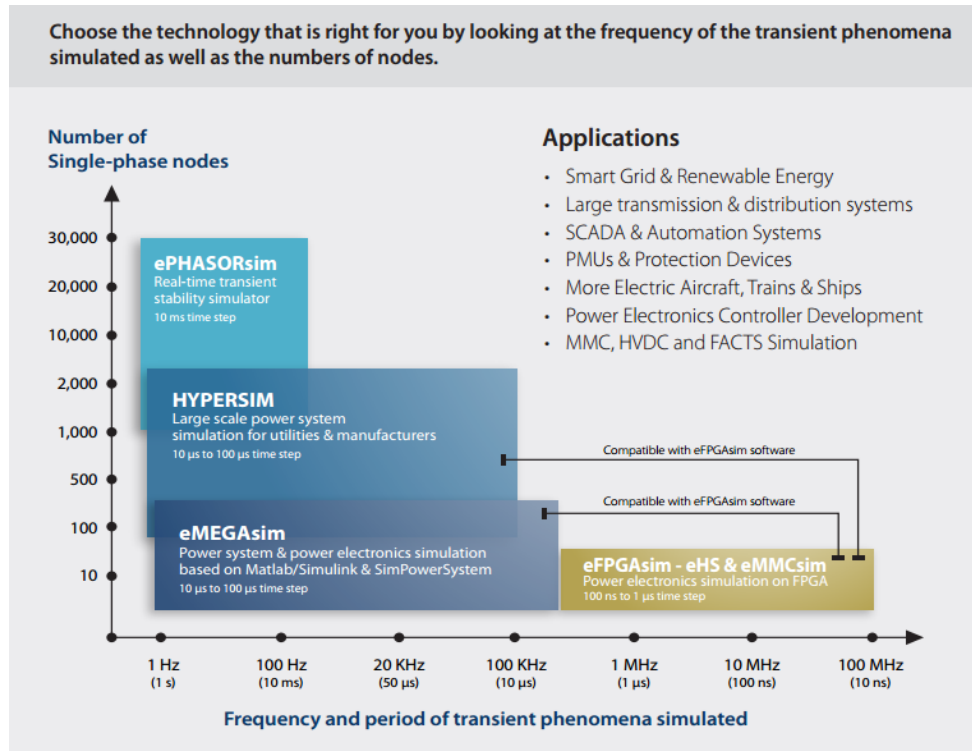 Choose the technology that is right for you by looking at the frequency of the transient phenomena
simulated as well as the numbers of nodes.
Number of
Single-phase nodes
Applications
• Smart Grid & Renewable Energy
• Large transmission & distribution systems
• SCADA & Automation Systems
• PMUs & Protection Devices
• More Electric Aircraft, Trains & Ships
• Power Electronics Controller Development
• MMC, HVDC and FACTS Simulation
30,000
20,000
10,000
2,000
1,000
500
100
10
ePHASORsim
Real-time transient
stability simulator
10 ms time step
HYPERSIM
Large scale power system
simulation for utilities & manufacturers
10 µs to 100 µs time step
Compatible with eFPGAsim software
Compatible with eFPGAsim software
eMEGAsim
Power system & power electronics simulation
based on Matlab/Simulink & SimPowerSystem
10 µs to 100 µs time step
eFPGAsim - eHS & eMMCsim
Power electronics simulation on FPGA
100 ns to 1 µs time step
1 Hz 100 Hz 20 KHz 100 KHz 1 MHz 10 MHz 100 MHz
(1 s) (10 ms) (50 µs) (10 µs) (1 µs) (100 ns) (10 ns)
Frequency and period of transient phenomena simulated